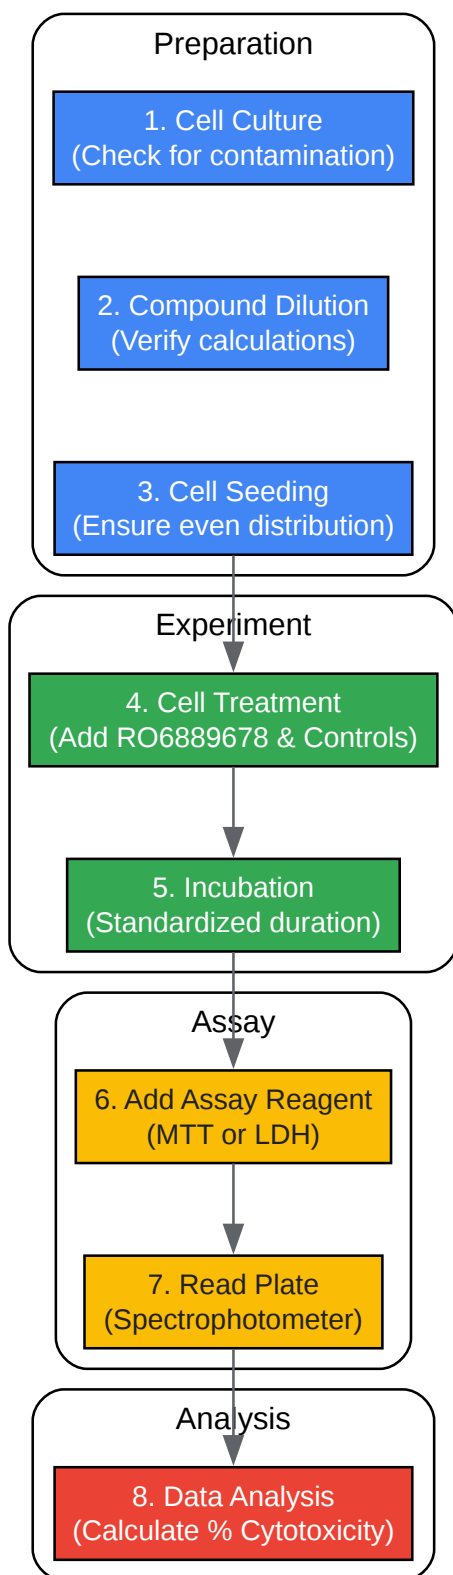 Preparation
1. Cell Culture
(Check for contamination)
2. Compound Dilution
(Verify calculations)
3. Cell Seeding
(Ensure even distribution)
Experiment
4. Cell Treatment
(Add RO6889678 & Controls)
5. Incubation
(Standardized duration)
Assay
6. Add Assay Reagent
(MTT or LDH)
7. Read Plate
(Spectrophotometer)
Analysis
8. Data Analysis
(Calculate % Cytotoxicity)